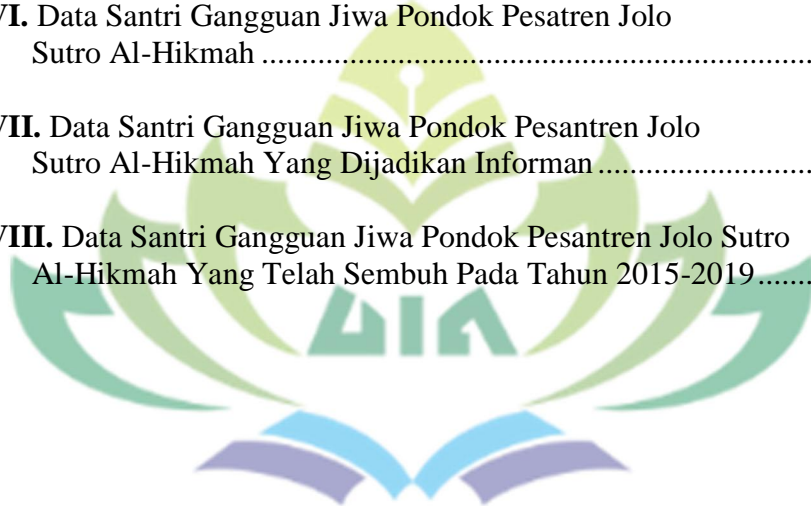 VI. Data Santri Gangguan Jiwa Pondok Pesatren Jolo
Sutro Al-Hikmah ......................................................................
VII. Data Santri Gangguan Jiwa Pondok Pesantren Jolo
Sutro Al-Hikmah Yang Dijadikan Informan ...........................
VIII. Data Santri Gangguan Jiwa Pondok Pesantren Jolo Sutro
Al-Hikmah Yang Telah Sembuh Pada Tahun 2015-2019 .......
UIN